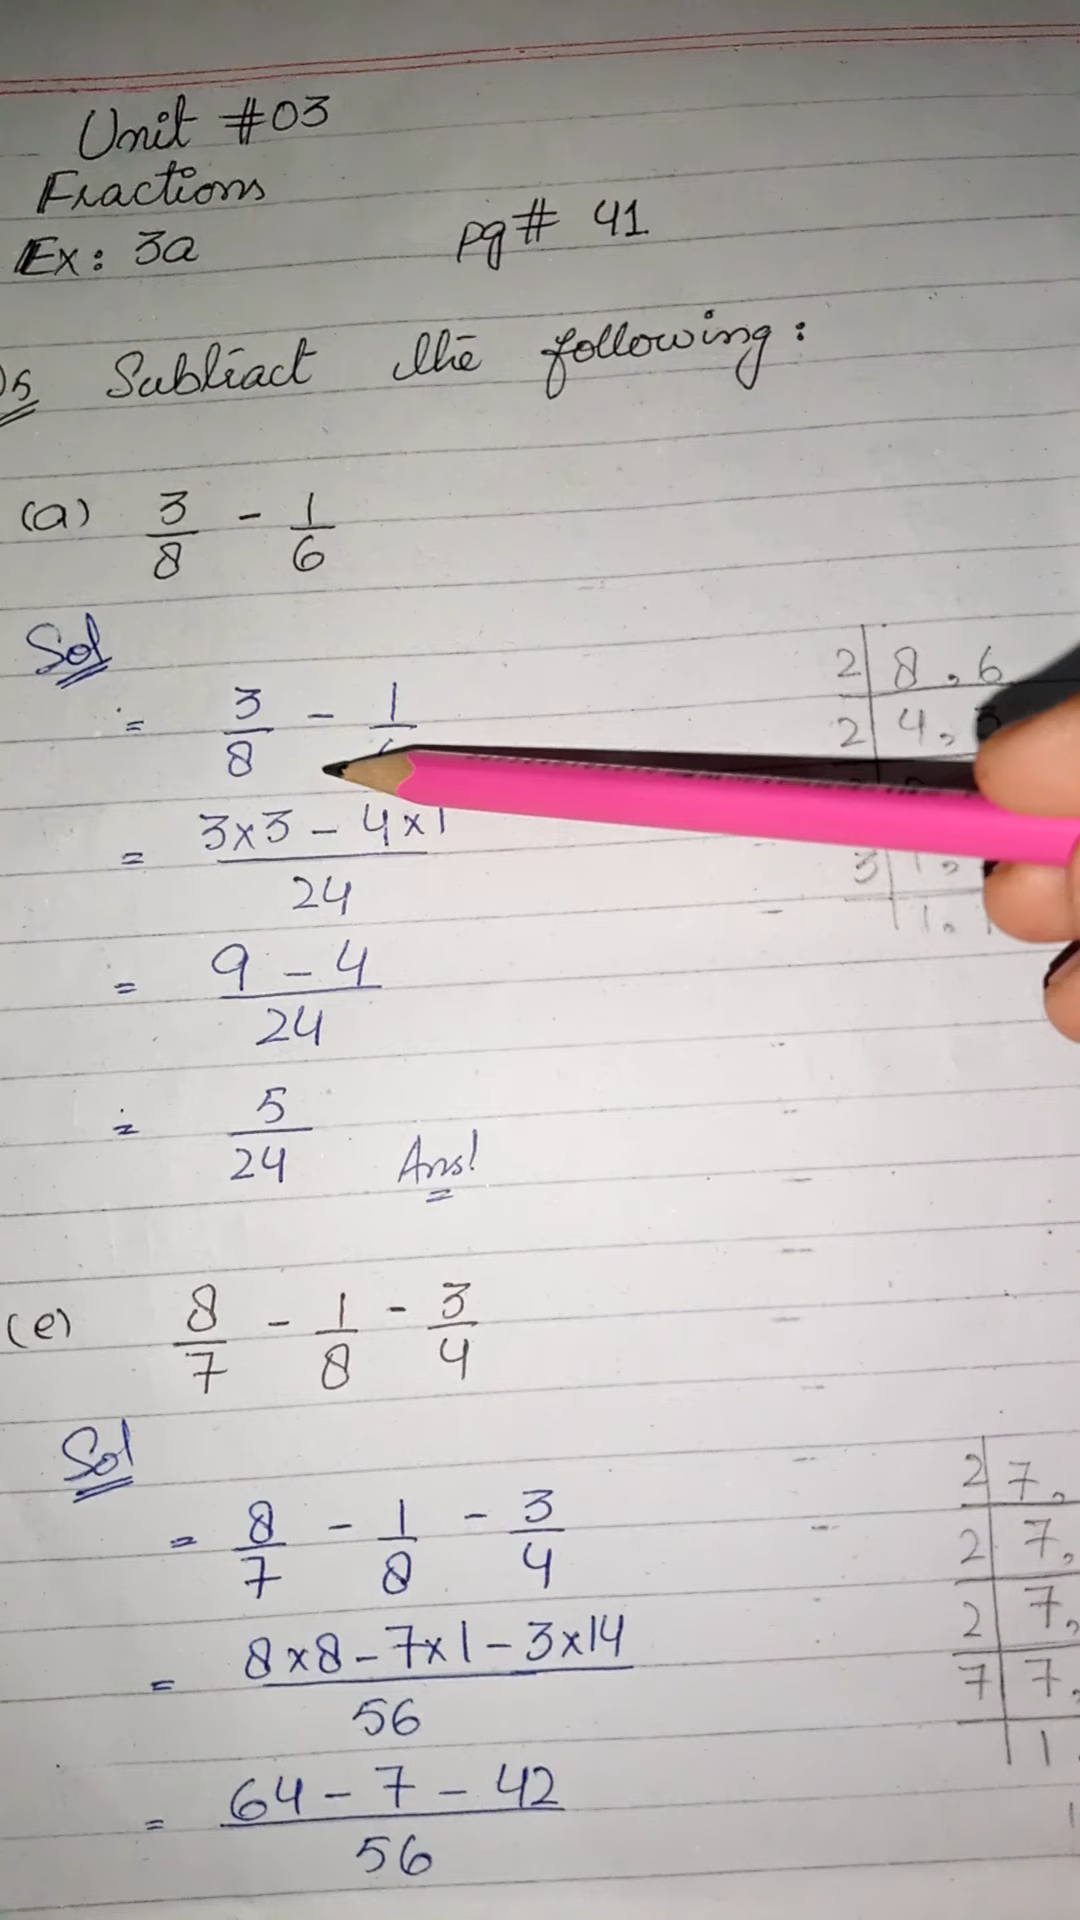 Unit #03
Fractions
Ex: 3a pg# 41
Subtract the following:
(a) 3/8 - 1/6
Sol
= 3/8 - 1/
= 3x3 - 4x1 / 24
= 9 - 4 / 24
= 5/24 Ans!
2 | 8, 6
2 | 4,
3 | 1,
1,
(e) 8/7 - 1/8 - 3/4
Sol
= 8/7 - 1/8 - 3/4
= 8x8 - 7x1 - 3x14 / 56
= 64 - 7 - 42 / 56
2 | 7,
2 | 7,
2 | 7,
7 | 7,
1